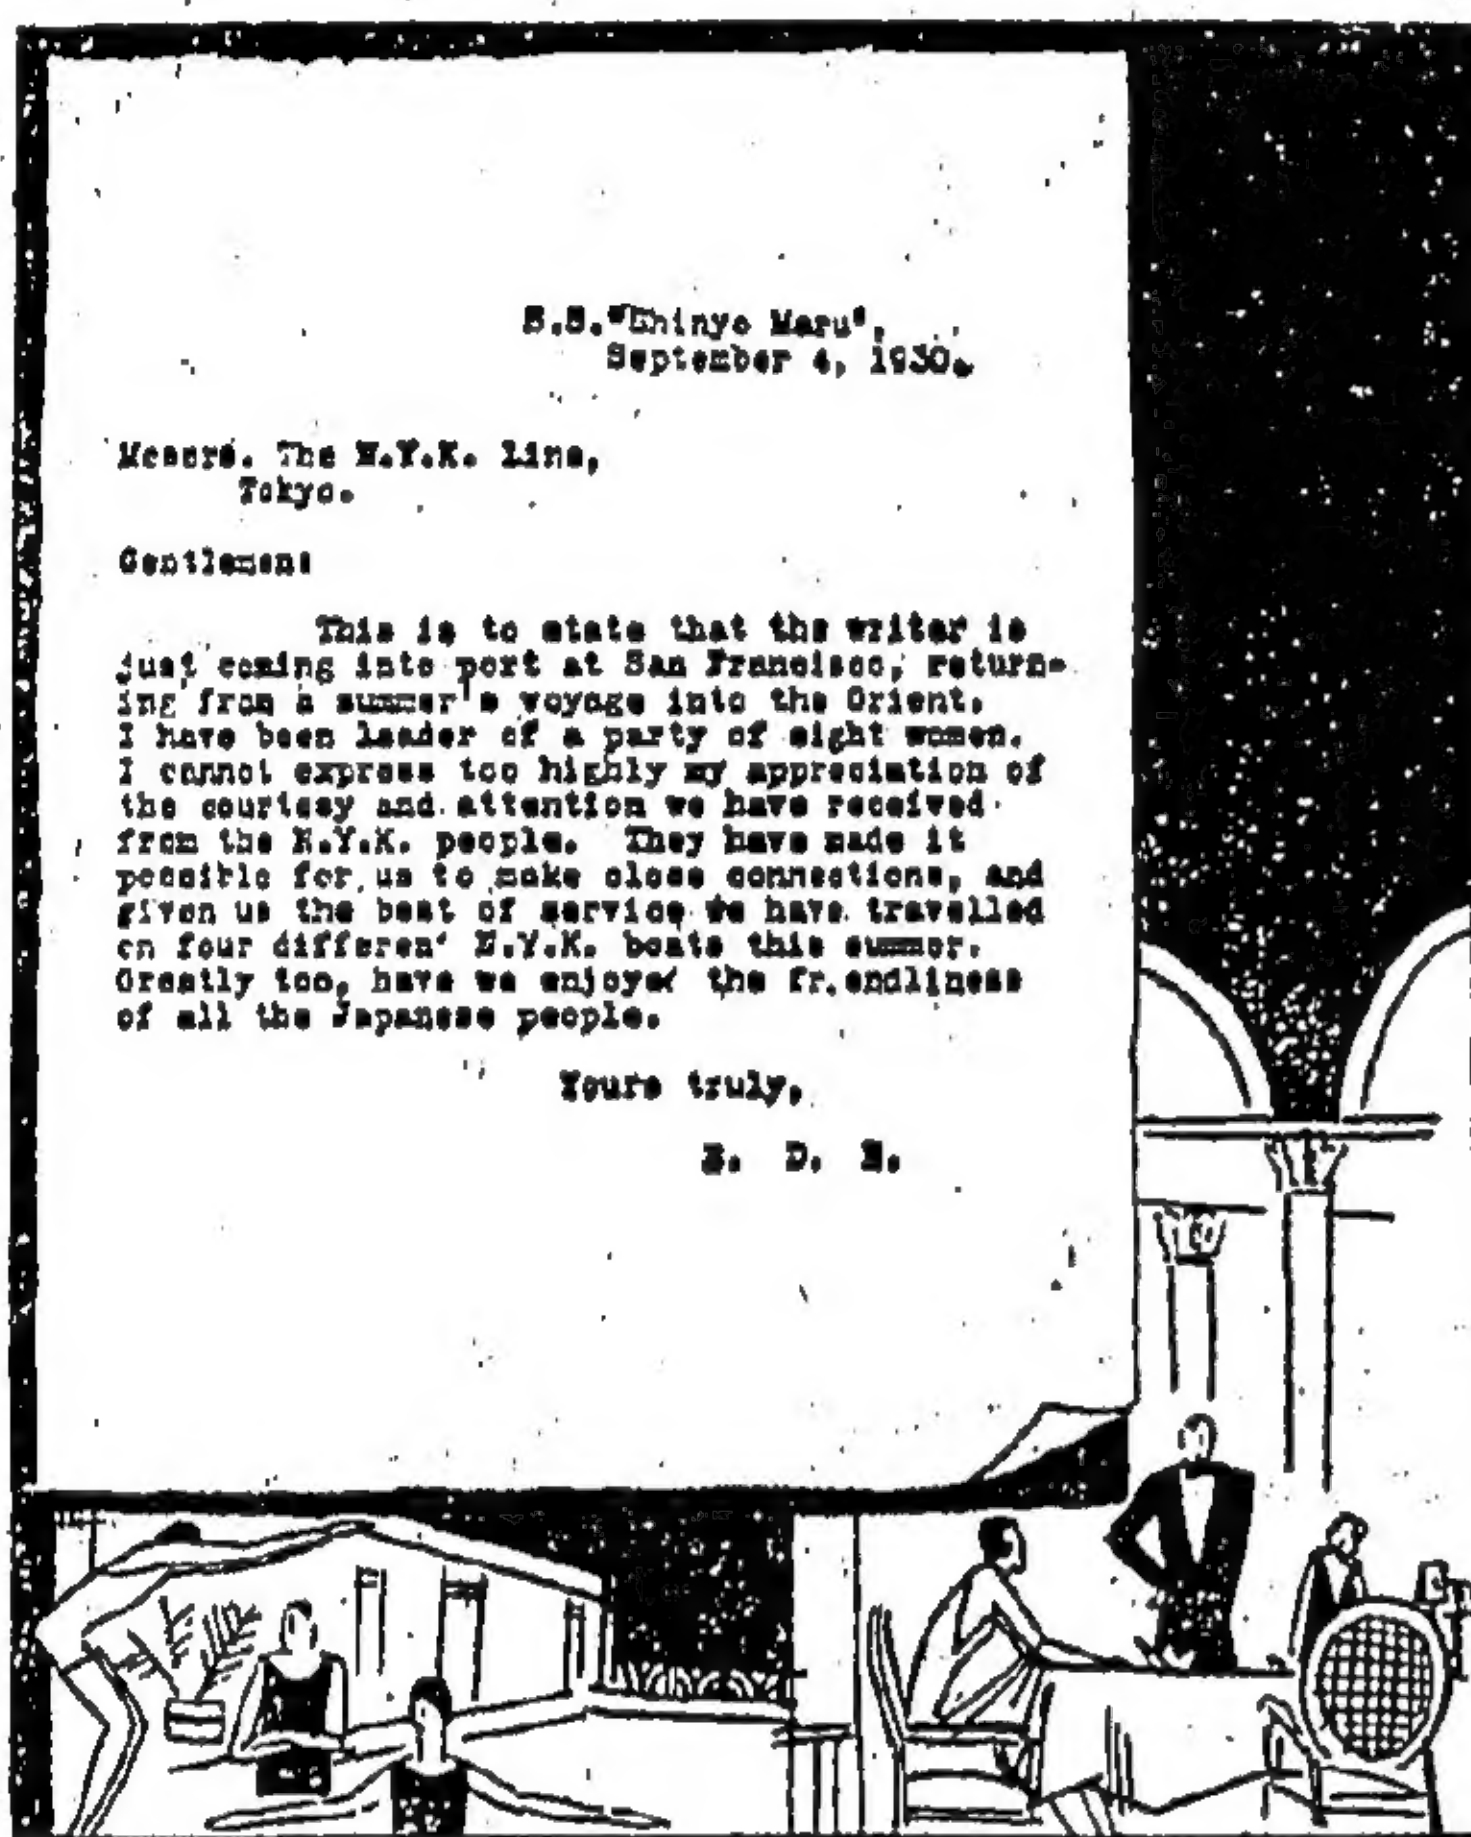 S.S."Shinyo Maru",
September 4, 1930.
Messrs. The N.Y.K. Line,
Tokyo.
Gentlemen:
This is to state that the writer is
just coming into port at San Francisco, return-
ing from a summer's voyage into the Orient.
I have been leader of a party of eight women.
I cannot express too highly my appreciation of
the courtesy and attention we have received
from the N.Y.K. people. They have made it
possible for us to make close connections, and
given us the best of service we have travelled
on four different N.Y.K. boats this summer.
Greatly too, have we enjoyed the friendliness
of all the Japanese people.
Yours truly,
D.